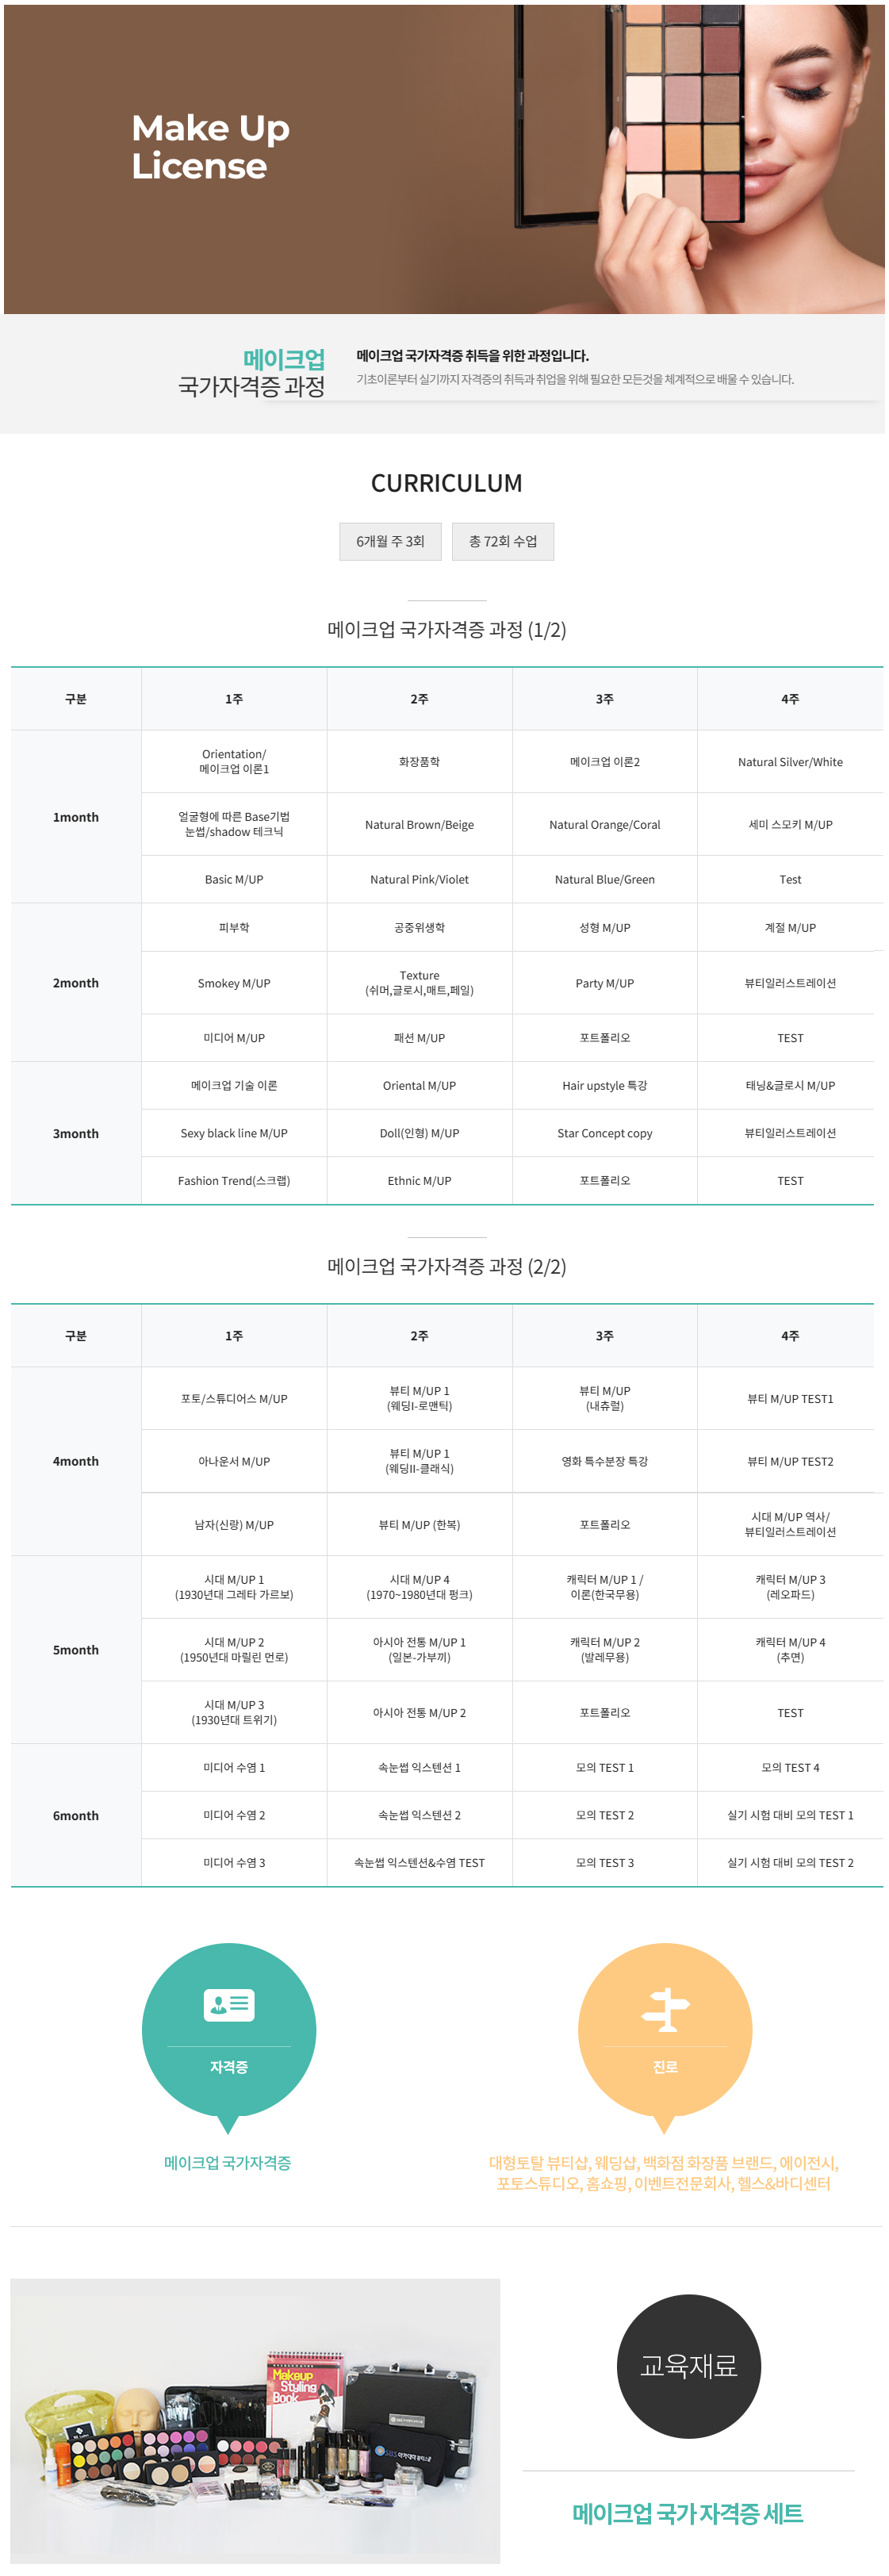 Make Up
License
메이크업
국가자격증 과정
메이크업 국가자격증 취득을 위한 과정입니다.
기초이론부터 실기까지 자격증의 취득과 취업을 위해 필요한 모든것을 체계적으로 배울 수 있습니다.
CURRICULUM
6개월 주 3회 총 72회 수업
메이크업 국가자격증 과정 (1/2)
구분 1주 2주 3주 4주
1month
Orientation/
메이크업 이론1
화장품학
메이크업 이론2
Natural Silver/White
얼굴형에 따른 Base기법
눈썹/shadow 테크닉
Natural Brown/Beige
Natural Orange/Coral
세미 스모키 M/UP
Basic M/UP
Natural Pink/Violet
Natural Blue/Green
Test
2month
피부학
공중위생학
성형 M/UP
계절 M/UP
Smokey M/UP
Texture
(쉬머,글로시,매트,페일)
Party M/UP
뷰티일러스트레이션
미디어 M/UP
패션 M/UP
포트폴리오
TEST
3month
메이크업 기술 이론
Oriental M/UP
Hair upstyle 특강
태닝&글로시 M/UP
Sexy black line M/UP
Doll(인형) M/UP
Star Concept copy
뷰티일러스트레이션
Fashion Trend(스크랩)
Ethnic M/UP
포트폴리오
TEST
메이크업 국가자격증 과정 (2/2)
구분 1주 2주 3주 4주
4month
포토/스튜디어스 M/UP
뷰티 M/UP 1
(웨딩I-로맨틱)
뷰티 M/UP
(내츄럴)
뷰티 M/UP TEST1
아나운서 M/UP
뷰티 M/UP 1
(웨딩II-클래식)
영화 특수분장 특강
뷰티 M/UP TEST2
남자(신랑) M/UP
뷰티 M/UP (한복)
포트폴리오
시대 M/UP 역사/
뷰티일러스트레이션
5month
시대 M/UP 1
(1930년대 그레타 가르보)
시대 M/UP 4
(1970~1980년대 펑크)
캐릭터 M/UP 1 /
이론(한국무용)
캐릭터 M/UP 3
(레오파드)
시대 M/UP 2
(1950년대 마릴린 먼로)
아시아 전통 M/UP 1
(일본-가부끼)
캐릭터 M/UP 2
(발레무용)
캐릭터 M/UP 4
(추면)
시대 M/UP 3
(1930년대 트위기)
아시아 전통 M/UP 2
포트폴리오
TEST
6month
미디어 수염 1
속눈썹 익스텐션 1
모의 TEST 1
모의 TEST 4
미디어 수염 2
속눈썹 익스텐션 2
모의 TEST 2
실기 시험 대비 모의 TEST 1
미디어 수염 3
속눈썹 익스텐션&수염 TEST
모의 TEST 3
실기 시험 대비 모의 TEST 2
자격증
메이크업 국가자격증
진로
대형토탈 뷰티샵, 웨딩샵, 백화점 화장품 브랜드, 에이전시,
포토스튜디오, 홈쇼핑, 이벤트전문회사, 헬스&바디센터
Makeup
Styling
Book
SBS 아카데미뷰티스쿨
교육재료
메이크업 국가 자격증 세트